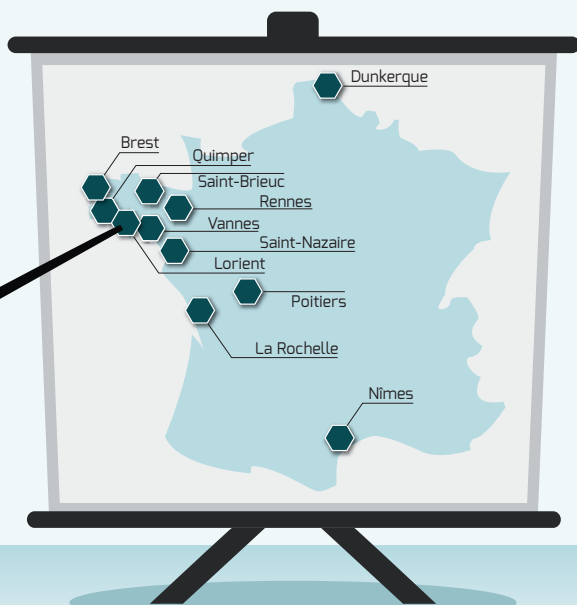 Dunkerque
Brest
Quimper
Saint-Brieuc
Rennes
Vannes
Saint-Nazaire
Lorient
Poitiers
La Rochelle
Nîmes